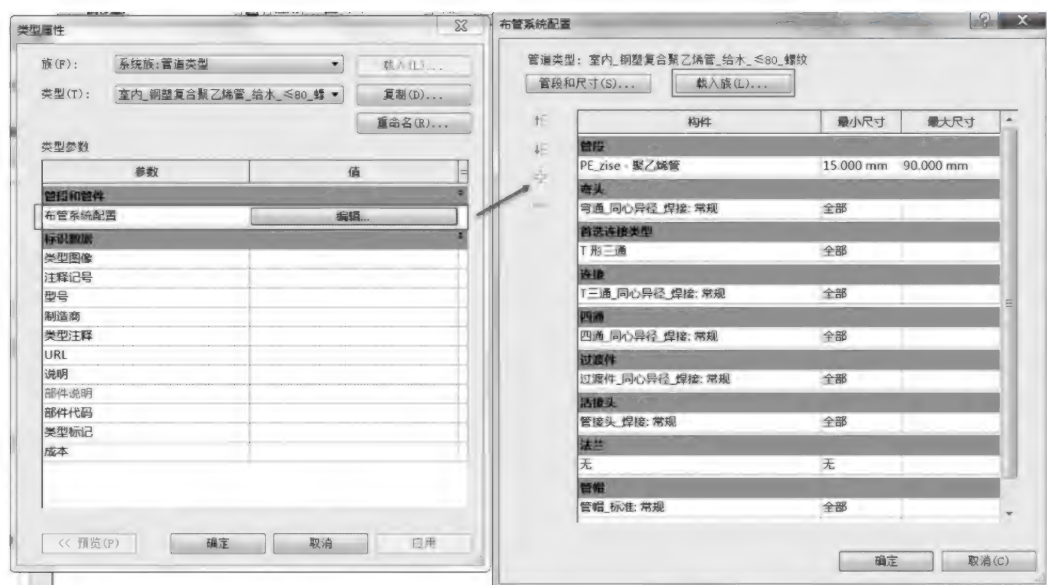 类型属性
族(F):
系统族:管道类型
载入(L)...
类型(T):
室内_钢塑复合聚乙烯管_给水_≤80_螺
复制(D)...
重命名(R)...
类型参数
参数
值
管段和管件
布管系统配置
编辑...
标识数据
类型图像
注释记号
型号
制造商
类型注释
URL
说明
部件说明
部件代码
类型标记
成本
<< 预览(P)
确定
取消
应用
布管系统配置
管道类型: 室内_钢塑复合聚乙烯管_给水_≤80_螺纹
管段和尺寸(S)...
载入族(L)...
构件
最小尺寸
最大尺寸
管段
PE_zise - 聚乙烯管
15.000 mm
90.000 mm
弯头
弯通_同心异径_焊接: 常规
全部
首选连接类型
T 形三通
全部
连接
T三通_同心异径_焊接: 常规
全部
四通
四通_同心异径_焊接: 常规
全部
过渡件
过渡件_同心异径_焊接: 常规
全部
活接头
管接头_焊接: 常规
全部
法兰
无
无
管帽
管帽_标准: 常规
全部
确定
取消(C)